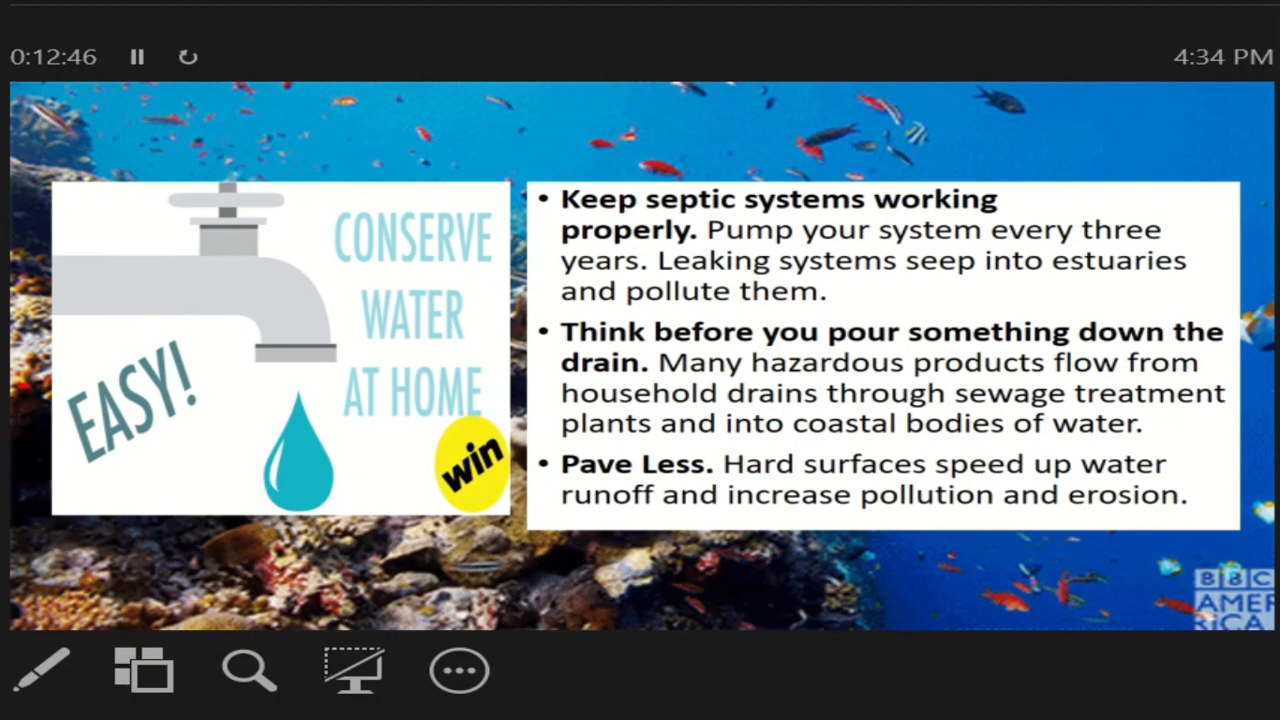 0:12:46
4:34 PM
CONSERVE
WATER
AT HOME
EASY!
win
• Keep septic systems working
properly. Pump your system every three
years. Leaking systems seep into estuaries
and pollute them.
• Think before you pour something down the
drain. Many hazardous products flow from
household drains through sewage treatment
plants and into coastal bodies of water.
• Pave Less. Hard surfaces speed up water
runoff and increase pollution and erosion.
BBC
AMER
RICA